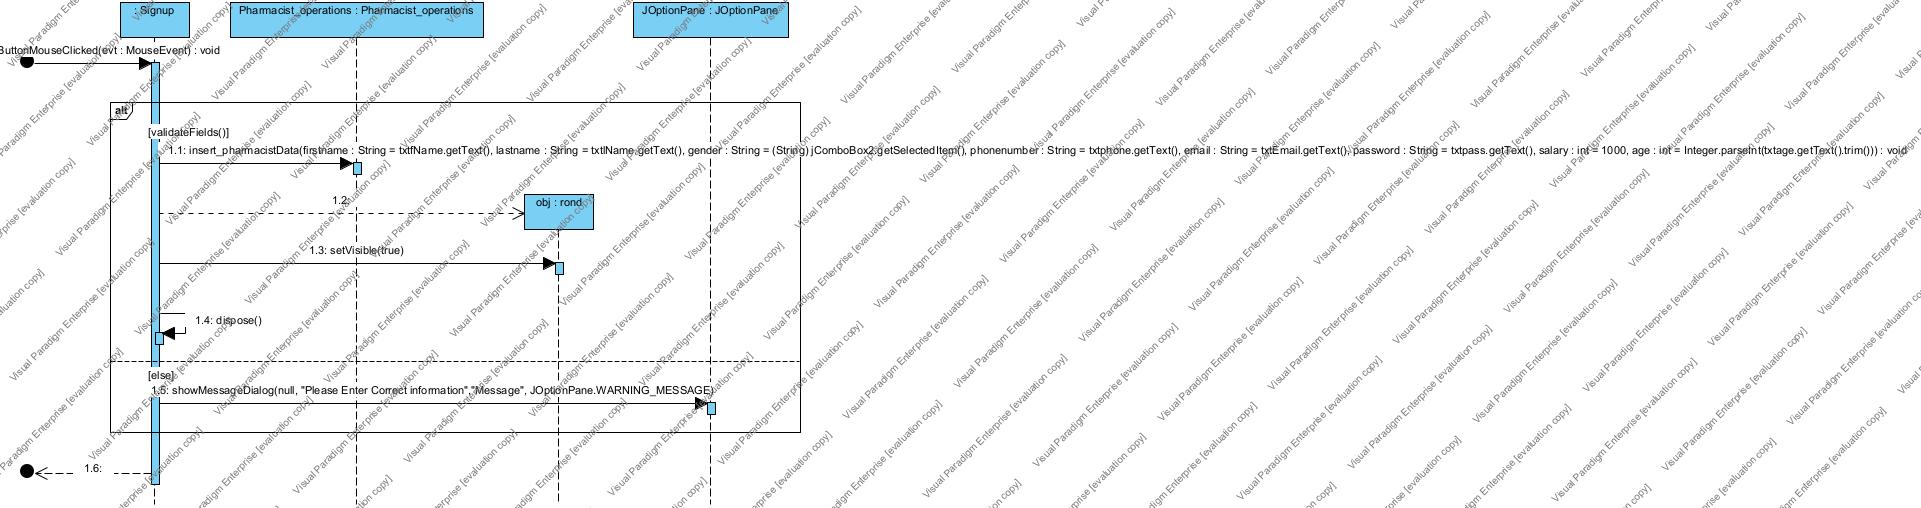 : Signup
Pharmacist_operations : Pharmacist_operations
JOptionPane : JOptionPane
ButtonMouseClicked(evt : MouseEvent) : void
alt
[validateFields()]
1.1: insert_pharmacistData(firstname : String = txtfName.getText(), lastname : String = txtlName.getText(), gender : String = (String) jComboBox2.getSelectedItem(), phonenumber : String = txtphone.getText(), email : String = txtEmail.getText(), password : String = txtpass.getText(), salary : int = 1000, age : int = Integer.parseInt(txtage.getText().trim())) : void
1.2:
obj : rond
1.3: setVisible(true)
1.4: dispose()
[else]
1.5: showMessageDialog(null, "Please Enter Correct information","Message", JOptionPane.WARNING_MESSAGE)
1.6:
Visual Paradigm Enterprise [evaluation copy]